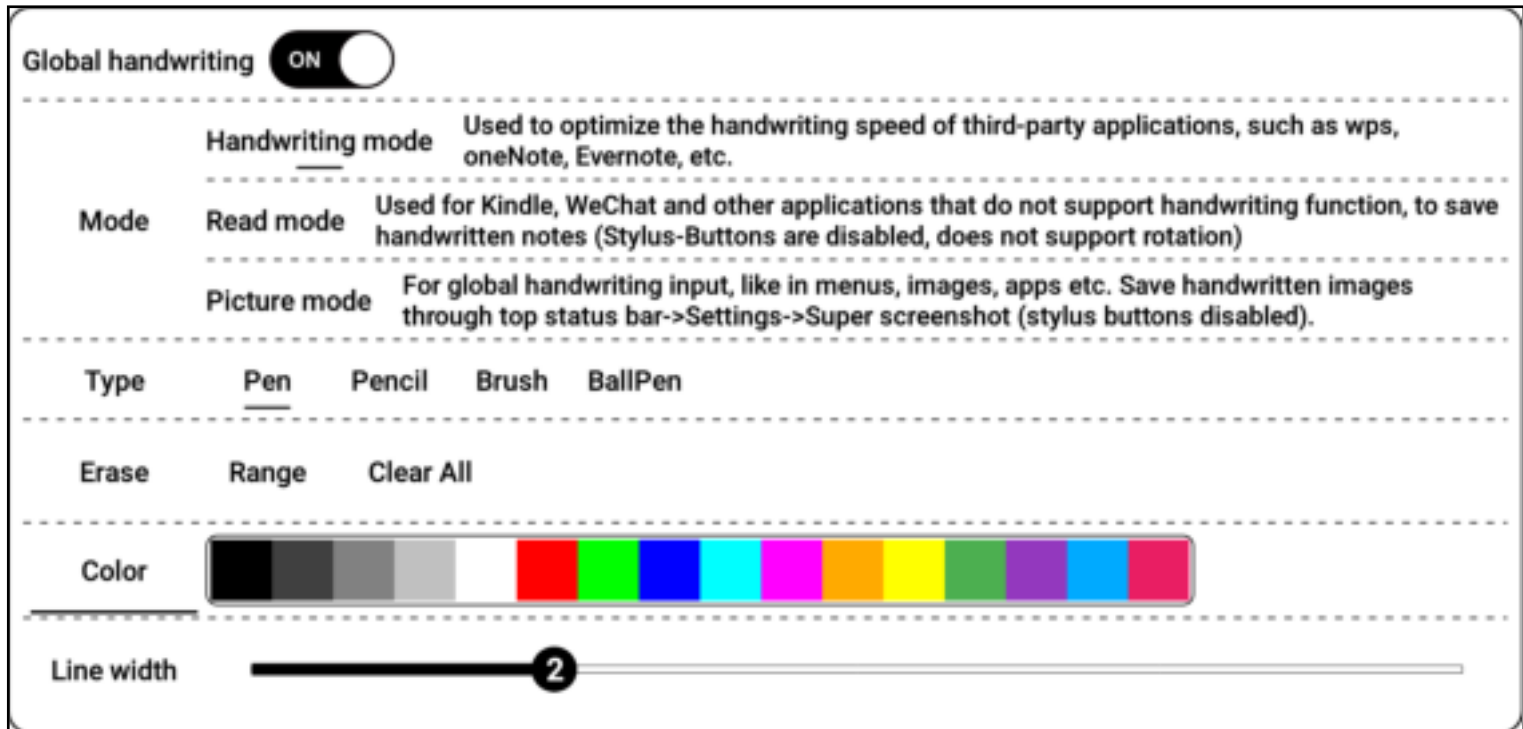 Global handwriting ON
Handwriting mode
Used to optimize the handwriting speed of third-party applications, such as wps,
oneNote, Evernote, etc.
Mode
Read mode
Used for Kindle, WeChat and other applications that do not support handwriting function, to save
handwritten notes (Stylus-Buttons are disabled, does not support rotation)
Picture mode
For global handwriting input, like in menus, images, apps etc. Save handwritten images
through top status bar->Settings->Super screenshot (stylus buttons disabled).
Type Pen Pencil Brush BallPen
Erase Range Clear All
Color
Line width 2